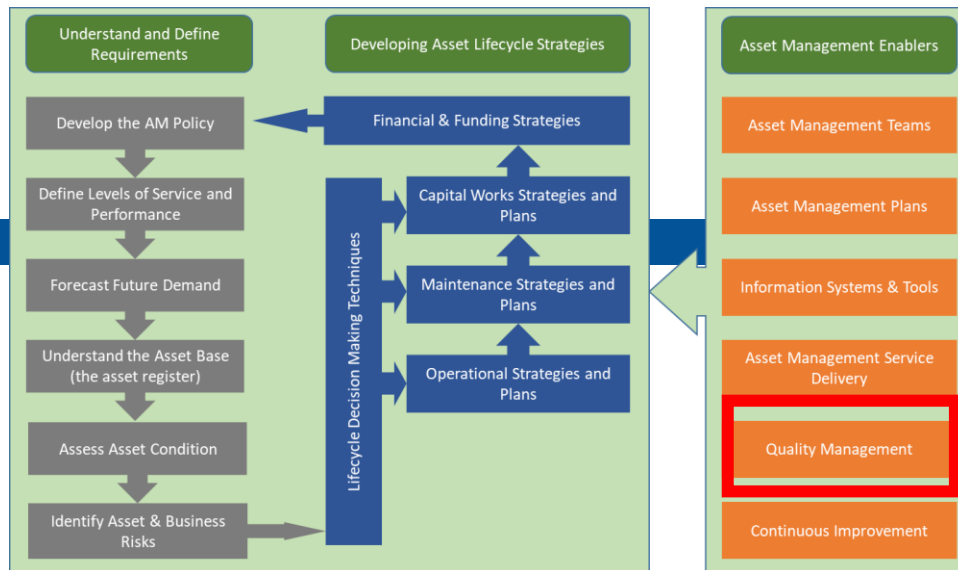 Understand and Define
Requirements
Develop the AM Policy
Define Levels of Service and
Performance
Forecast Future Demand
Understand the Asset Base
(the asset register)
Assess Asset Condition
Identify Asset & Business
Risks
Developing Asset Lifecycle Strategies
Financial & Funding Strategies
Lifecycle Decision Making Techniques
Capital Works Strategies and
Plans
Maintenance Strategies and
Plans
Operational Strategies and
Plans
Asset Management Enablers
Asset Management Teams
Asset Management Plans
Information Systems & Tools
Asset Management Service
Delivery
Quality Management
Continuous Improvement